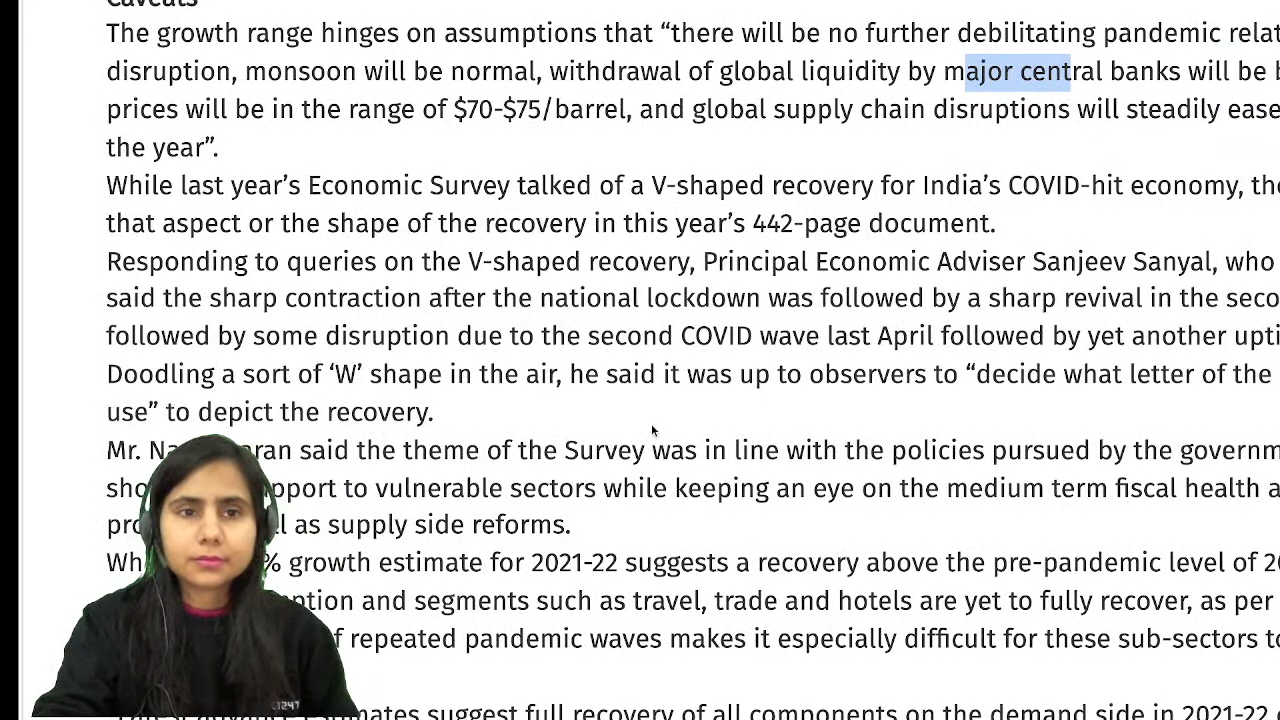 Caveats
The growth range hinges on assumptions that “there will be no further debilitating pandemic relat
disruption, monsoon will be normal, withdrawal of global liquidity by major central banks will be b
prices will be in the range of $70-$75/barrel, and global supply chain disruptions will steadily ease
the year”.
While last year’s Economic Survey talked of a V-shaped recovery for India’s COVID-hit economy, the
that aspect or the shape of the recovery in this year’s 442-page document.
Responding to queries on the V-shaped recovery, Principal Economic Adviser Sanjeev Sanyal, who
said the sharp contraction after the national lockdown was followed by a sharp revival in the seco
followed by some disruption due to the second COVID wave last April followed by yet another upti
Doodling a sort of ‘W’ shape in the air, he said it was up to observers to “decide what letter of the
use” to depict the recovery.
Mr. Na ran said the theme of the Survey was in line with the policies pursued by the governm
sho pport to vulnerable sectors while keeping an eye on the medium term fiscal health a
pro ll as supply side reforms.
Wh % growth estimate for 2021-22 suggests a recovery above the pre-pandemic level of 20
ption and segments such as travel, trade and hotels are yet to fully recover, as per
f repeated pandemic waves makes it especially difficult for these sub-sectors to
mates suggest full recovery of all components on the demand side in 2021-22